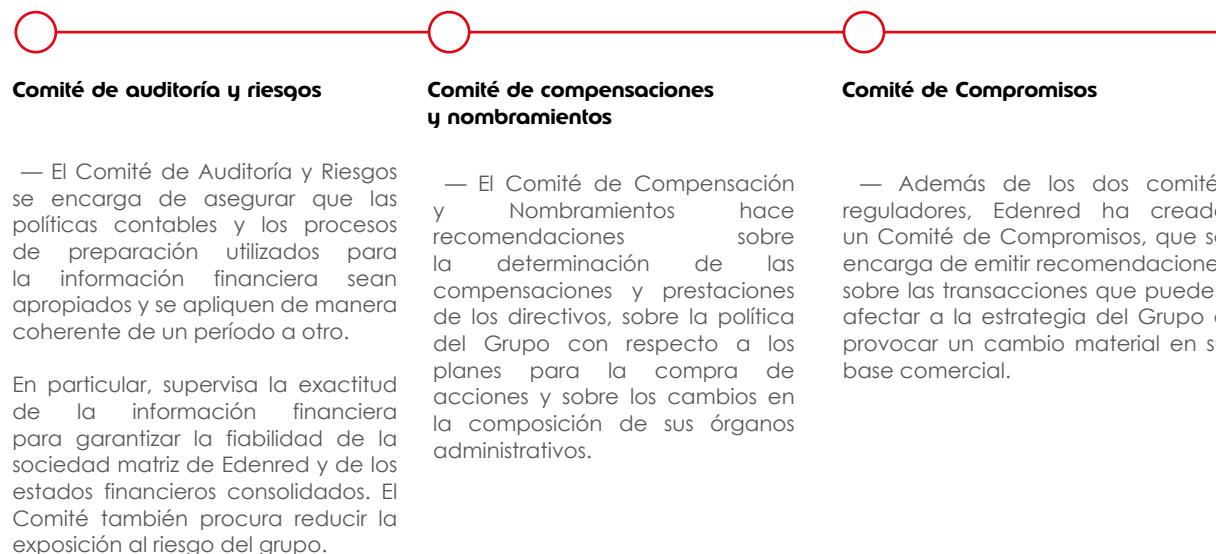 Comité de auditoría y riesgos
— El Comité de Auditoría y Riesgos
se encarga de asegurar que las
políticas contables y los procesos
de preparación utilizados para
la información financiera sean
apropiados y se apliquen de manera
coherente de un período a otro.
En particular, supervisa la exactitud
de la información financiera
para garantizar la fiabilidad de la
sociedad matriz de Edenred y de los
estados financieros consolidados. El
Comité también procura reducir la
exposición al riesgo del grupo.
Comité de compensaciones
y nombramientos
— El Comité de Compensación
y Nombramientos hace
recomendaciones sobre
la determinación de las
compensaciones y prestaciones
de los directivos, sobre la política
del Grupo con respecto a los
planes para la compra de
acciones y sobre los cambios en
la composición de sus órganos
administrativos.
Comité de Compromisos
— Además de los dos comité
reguladores, Edenred ha cread
un Comité de Compromisos, que s
encarga de emitir recomendacione
sobre las transacciones que puede
afectar a la estrategia del Grupo
provocar un cambio material en s
base comercial.